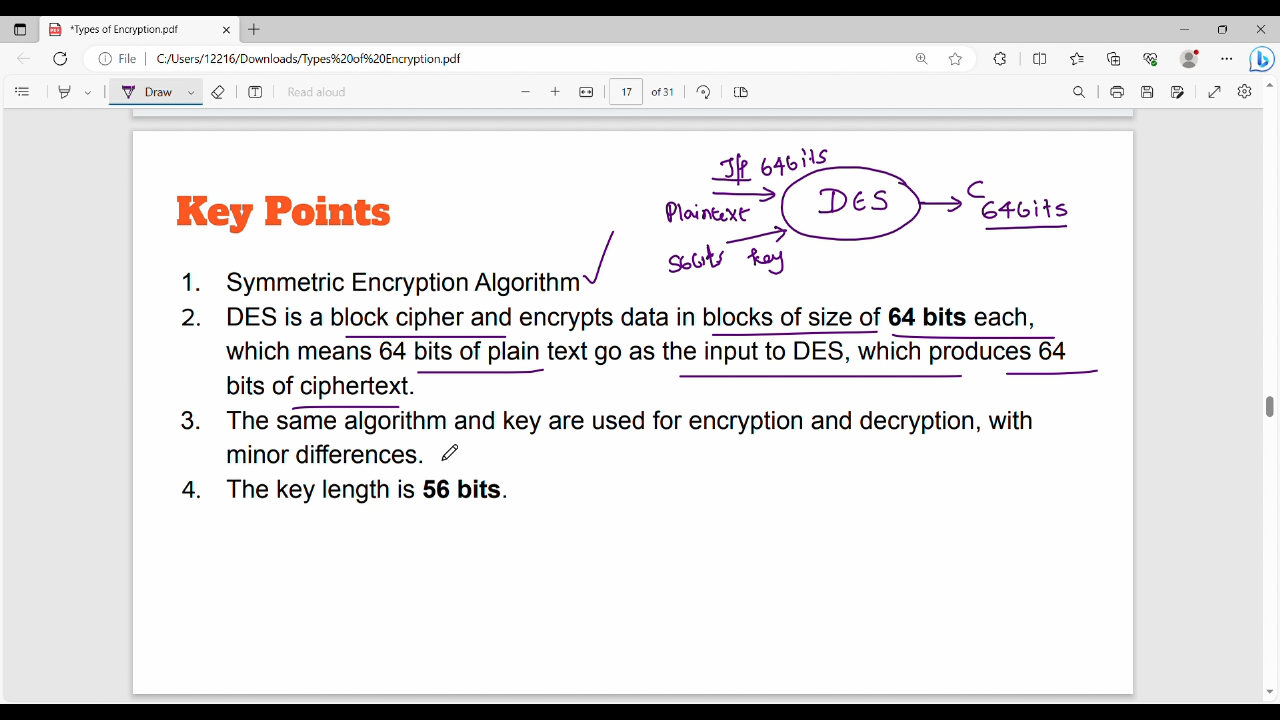 *Types of Encryption.pdf
File
C:/Users/12216/Downloads/Types%20of%20Encryption.pdf
Draw
Read aloud
17
of 31
I/p 64bits
Plaintext
DES
C
64bits
56bits key
Key Points
1. Symmetric Encryption Algorithm
2. DES is a block cipher and encrypts data in blocks of size of 64 bits each,
which means 64 bits of plain text go as the input to DES, which produces 64
bits of ciphertext.
3. The same algorithm and key are used for encryption and decryption, with
minor differences.
4. The key length is 56 bits.